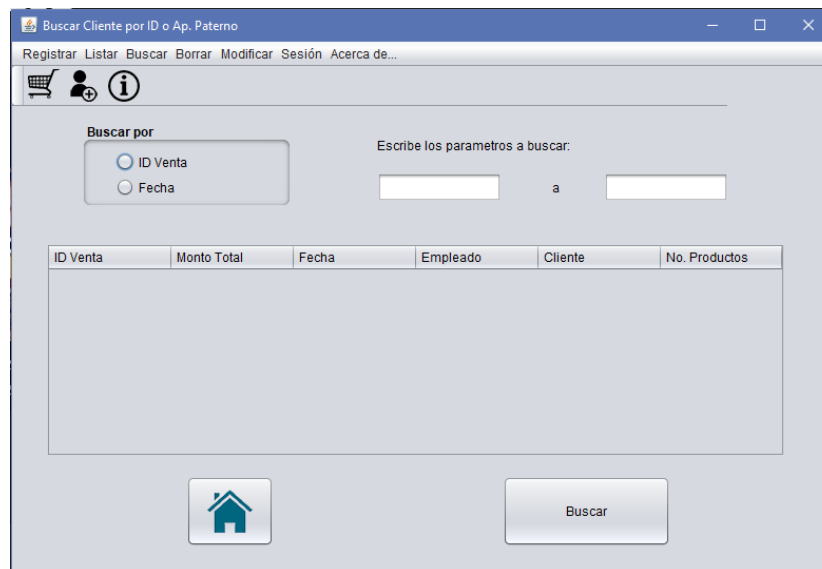 Buscar Cliente por ID o Ap. Paterno
Registrar Listar Buscar Borrar Modificar Sesión Acerca de...
Buscar por
ID Venta
Fecha
Escribe los parametros a buscar:
a
ID Venta Monto Total Fecha Empleado Cliente No. Productos
Buscar